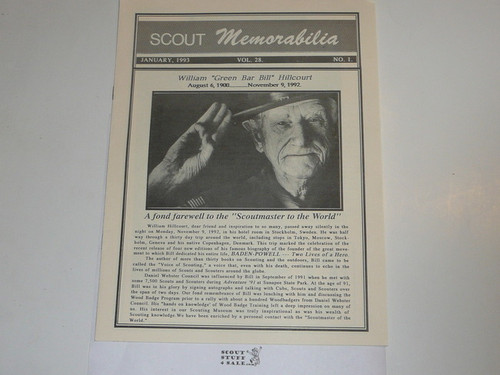 SCOUT Memorabilia
JANUARY, 1993 VOL. 28. NO. 1.
William "Green Bar Bill" Hillcourt
August 6, 1900........November 9, 1992
A fond farewell to the "Scoutmaster to the World"
William Hillcourt, dear friend and inspiration to so many, passed away silently in the
night on Monday, November 9, 1992, in his hotel room in Stockholm, Sweden. He was half
way through a thirty day trip around the world, including stops in Tokyo, Moscow, Stock-
holm, Geneva and his native Copenhagen, Denmark. This trip marked the celebration of the
recent release of four new editions of his famous biography of the founder of the great move-
ment to which Bill dedicated his entire life, BADEN-POWELL — Two Lives of a Hero.
The author of more than thirty books on Scouting and the outdoors, Bill came to be
called the "Voice of Scouting," a voice that, even with his death, continues to echo in the
lives of millions of Scouts and Scouters around the globe.
Daniel Webster Council was influenced by Bill in September of 1991 when he met with
some 7,500 Scouts and Scouters during Adventure '91 at Sunapee State Park. At the age of 91,
Bill was in his glory by signing autographs and talking with Cubs, Scouts and Scouters over
the span of two days. Our fond remembrance of Bill was lunching with him and discussing the
Wood Badge Program prior to a rally with about a hundred Woodbadgers from Daniel Webster
Council. His "hands on knowledge" of Wood Badge Training left a deep impression on many of
us. His interest in our Scouting Museum was truly inspirational as was his wealth of
Scouting knowledge. We have been enriched by a personal contact with the "Scoutmaster of the
World."
SCOUT
STUFF
4 SALE